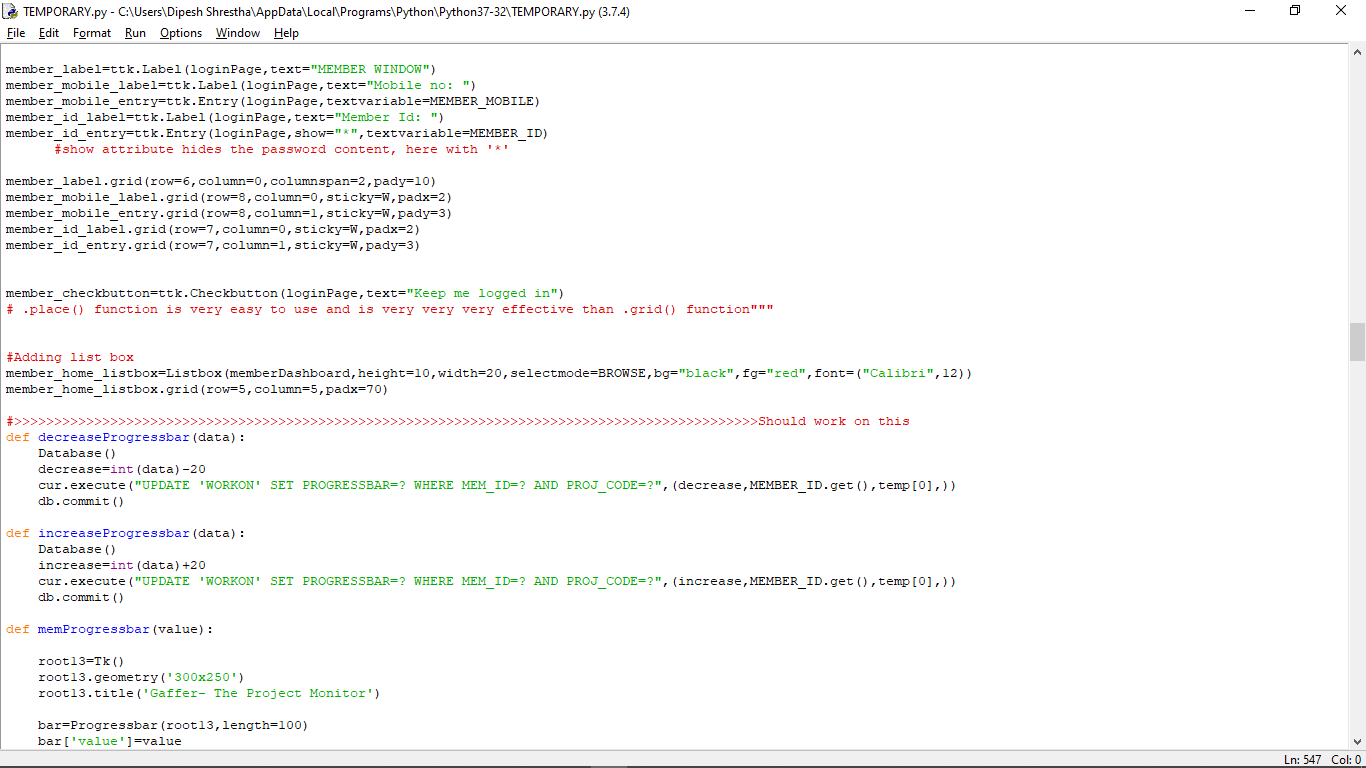 TEMPORARY.py - C:\Users\Dipesh Shrestha\AppData\Local\Programs\Python\Python37-32\TEMPORARY.py (3.7.4)
File Edit Format Run Options Window Help
member_label=ttk.Label(loginPage,text="MEMBER WINDOW")
member_mobile_label=ttk.Label(loginPage,text="Mobile no: ")
member_mobile_entry=ttk.Entry(loginPage,textvariable=MEMBER_MOBILE)
member_id_label=ttk.Label(loginPage,text="Member Id: ")
member_id_entry=ttk.Entry(loginPage,show="*",textvariable=MEMBER_ID)
      #show attribute hides the password content, here with '*'
member_label.grid(row=6,column=0,columnspan=2,pady=10)
member_mobile_label.grid(row=8,column=0,sticky=W,padx=2)
member_mobile_entry.grid(row=8,column=1,sticky=W,pady=3)
member_id_label.grid(row=7,column=0,sticky=W,padx=2)
member_id_entry.grid(row=7,column=1,sticky=W,pady=3)
member_checkbutton=ttk.Checkbutton(loginPage,text="Keep me logged in")
# .place() function is very easy to use and is very very very effective than .grid() function"""
#Adding list box
member_home_listbox=Listbox(memberDashboard,height=10,width=20,selectmode=BROWSE,bg="black",fg="red",font=("Calibri",12))
member_home_listbox.grid(row=5,column=5,padx=70)
#>>>>>>>>>>>>>>>>>>>>>>>>>>>>>>>>>>>>>>>>>>>>>>>>>>>>>>>>>>>>>>>>>>>>>>>>>>>>>>>>>>>>>>>>>>>>>Should work on this
def decreaseProgressbar(data):
    Database()
    decrease=int(data)-20
    cur.execute("UPDATE 'WORKON' SET PROGRESSBAR=? WHERE MEM_ID=? AND PROJ_CODE=?",(decrease,MEMBER_ID.get(),temp[0],))
    db.commit()
def increaseProgressbar(data):
    Database()
    increase=int(data)+20
    cur.execute("UPDATE 'WORKON' SET PROGRESSBAR=? WHERE MEM_ID=? AND PROJ_CODE=?",(increase,MEMBER_ID.get(),temp[0],))
    db.commit()
def memProgressbar(value):
    root13=Tk()
    root13.geometry('300x250')
    root13.title('Gaffer- The Project Monitor')
    bar=Progressbar(root13,length=100)
    bar['value']=value
Ln: 547 Col: 0